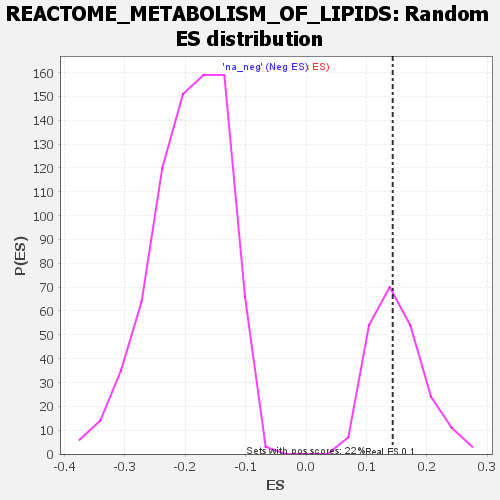 REACTOME_METABOLISM_OF_LIPIDS: Random
ES distribution
'na_neg' (Neg ES) ES)
160
150
140
130
120
110
100
90
80
70
60
50
40
30
20
10
0
P(ES)
Sets with pos scores: 22% Real ES 0.1
-0.4 -0.3 -0.2 -0.1 0.0 0.1 0.2 0.3
ES